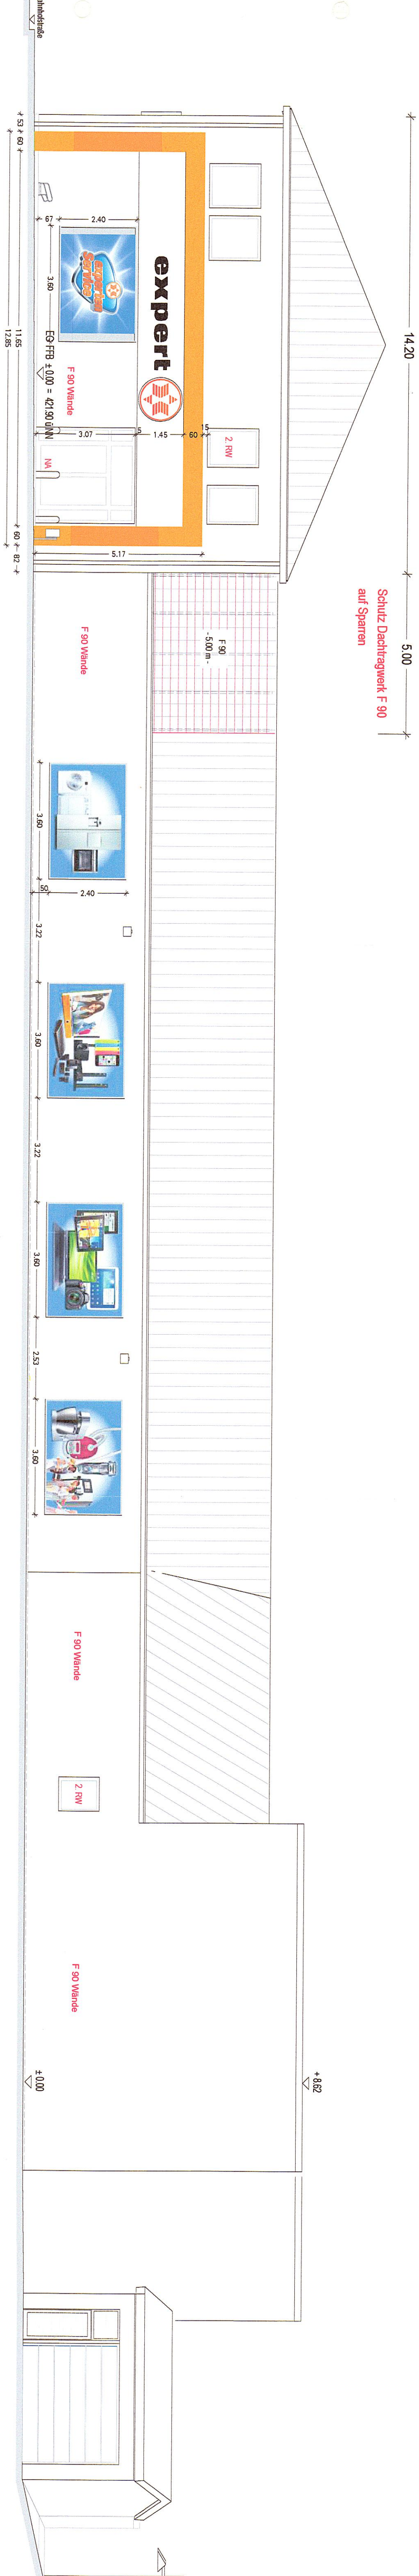 14.20
5.00
Schutz Dachtragwerk F 90
auf Sparren
+ 8.62
2. RW
F 90
- 5.00 m -
expert
15
60
1.45
5
3.07
5.17
2.40
67
experten
Service
F 90 Wände
NA
EG-FFB ± 0.00 = 421.90 üNN
3.60
F 90 Wände
2.40
50
3.60
3.22
3.60
3.22
3.60
2.53
3.60
F 90 Wände
2. RW
F 90 Wände
± 0.00
53
60
11.65
60
82
12.85